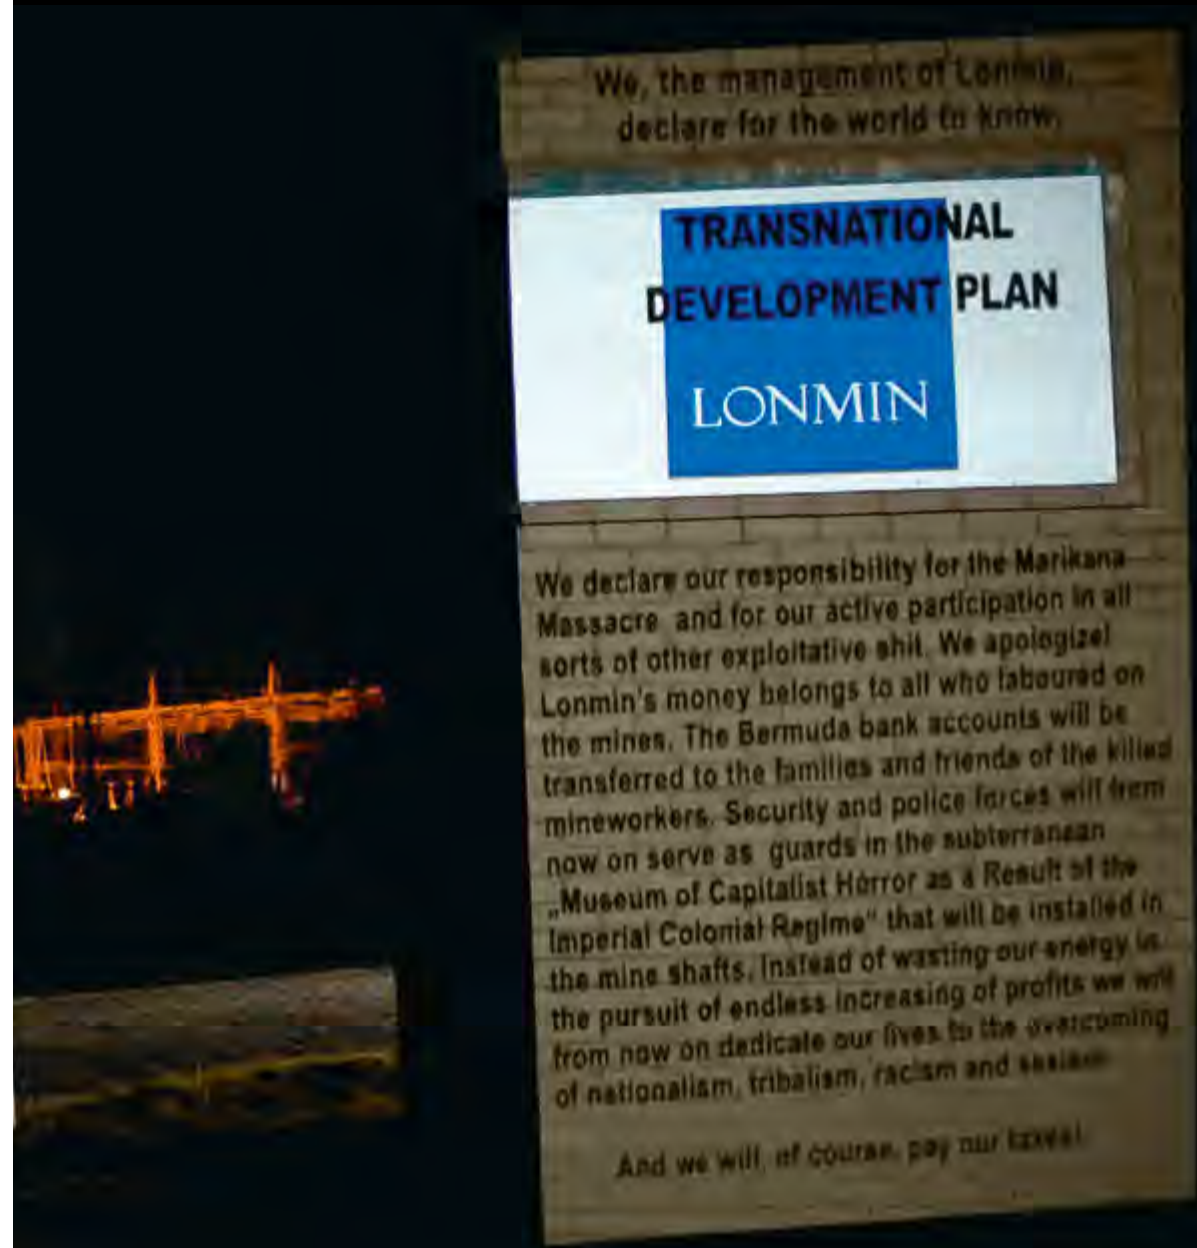 We, the management of Lonmin,
declare for the world to know:
TRANSNATIONAL
DEVELOPMENT PLAN
LONMIN
We declare our responsibility for the Marikana
Massacre and for our active participation in all
sorts of other exploitative shit. We apologize!
Lonmin's money belongs to all who laboured on
the mines. The Bermuda bank accounts will be
transferred to the families and friends of the killed
mineworkers. Security and police forces will from
now on serve as guards in the subterranean
„Museum of Capitalist Horror as a Result of the
Imperial Colonial Regime“ that will be installed in
the mine shafts. Instead of wasting our energy in
the pursuit of endless increasing of profits we will
from now on dedicate our lives to the overcoming
of nationalism, tribalism, racism and sexism.
And we will, of course, pay our taxes!